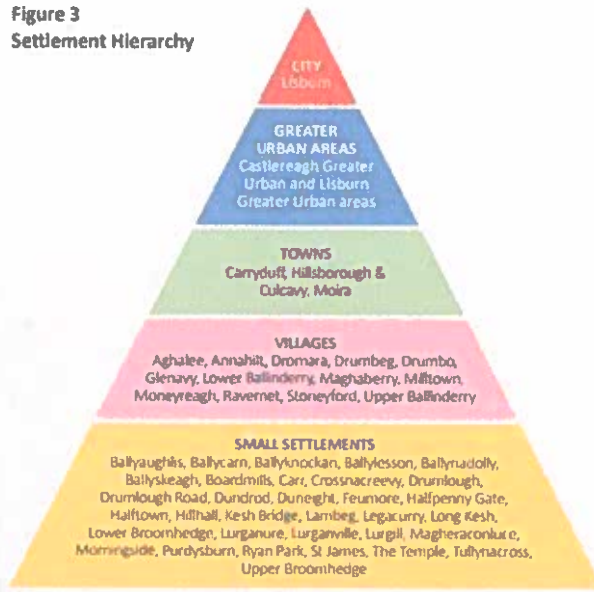 Figure 3
Settlement Hierarchy
CITY
Lisburn
GREATER
URBAN AREAS
Castlereagh Greater
Urban and Lisburn
Greater Urban areas
TOWNS
Carryduff, Hillsborough &
Culcavy, Moira
VILLAGES
Aghalee, Annahilt, Dromara, Drumbeg, Drumbo,
Glenavy, Lower Ballinderry, Maghaberry, Milltown,
Moneyreagh, Ravernet, Stoneyford, Upper Ballinderry
SMALL SETTLEMENTS
Ballyaughlis, Ballycarn, Ballyknockan, Ballylesson, Ballynadolly,
Ballyskeagh, Boardmills, Carr, Crossnacreevy, Drumlough,
Drumlough Road, Dundrod, Duneight, Feumore, Halfpenny Gate,
Halftown, Hillhall, Kesh Bridge, Lambeg, Legacurry, Long Kesh,
Lower Broomhedge, Lurganure, Lurganville, Lurgill, Magheraconluce,
Morningside, Purdysburn, Ryan Park, St James, The Temple, Tullynacross,
Upper Broomhedge